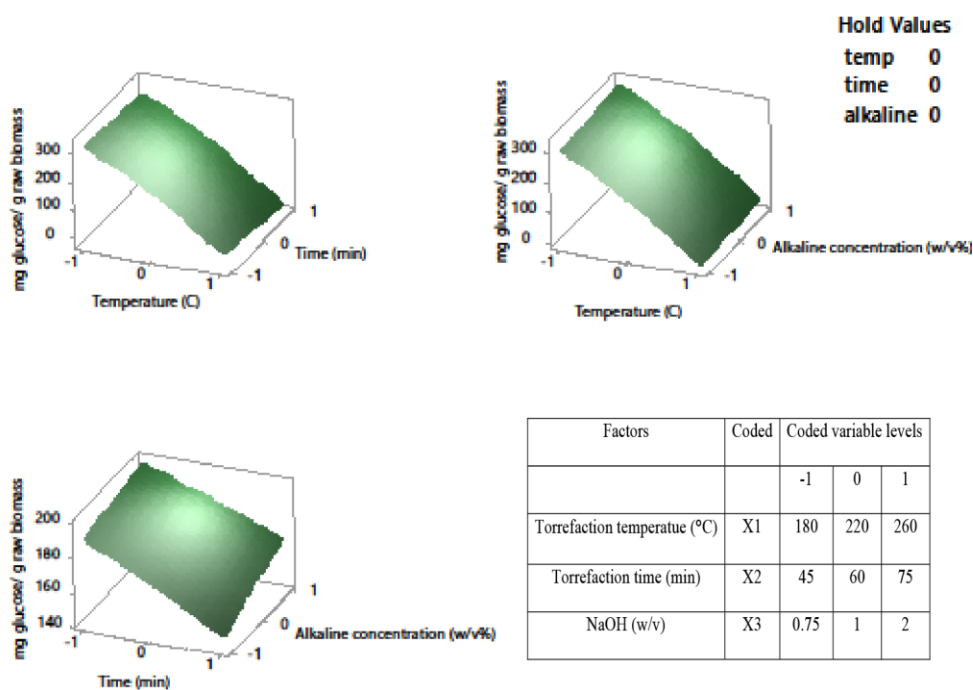 Hold Values
temp 0
time 0
alkaline 0
mg glucose/ g raw biomass
300
200
100
0
-1
0
1
Temperature (C)
-1
0
1
Time (min)
mg glucose/ g raw biomass
300
200
100
0
-1
0
1
Temperature (C)
-1
0
1
Alkaline concentration (w/v%)
mg glucose/ g raw biomass
200
180
160
140
-1
0
1
Time (min)
-1
0
1
Alkaline concentration (w/v%)
Factors Coded Coded variable levels
-1 0 1
Torrefaction temperatue (°C) X1 180 220 260
Torrefaction time (min) X2 45 60 75
NaOH (w/v) X3 0.75 1 2